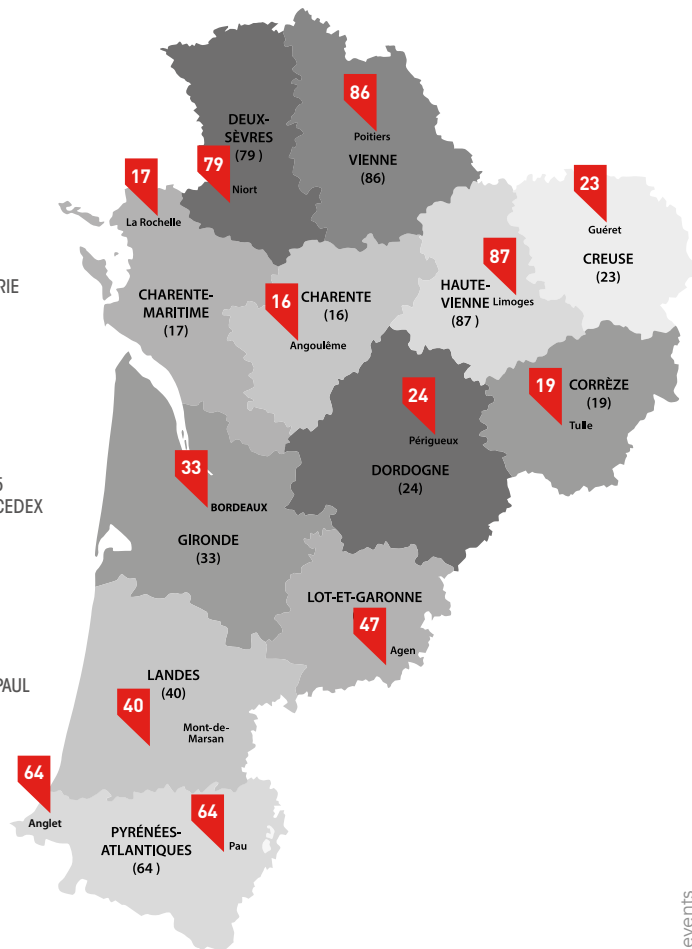 86
Poitiers
VIENNE
(86)
DEUX-
SÈVRES
(79 )
79
Niort
17
La Rochelle
23
Guéret
CREUSE
(23)
87
HAUTE-
VIENNE
(87 )
Limoges
RIE
CHARENTE-
MARITIME
(17)
16
CHARENTE
(16)
Angoulême
19
CORRÈZE
(19)
Tulle
24
Périgueux
DORDOGNE
(24)
33
BORDEAUX
GIRONDE
(33)
CEDEX
LOT-ET-GARONNE
47
Agen
PAUL
LANDES
(40)
40
Mont-de-
Marsan
64
Anglet
64
Pau
PYRÉNÉES-
ATLANTIQUES
(64 )
events